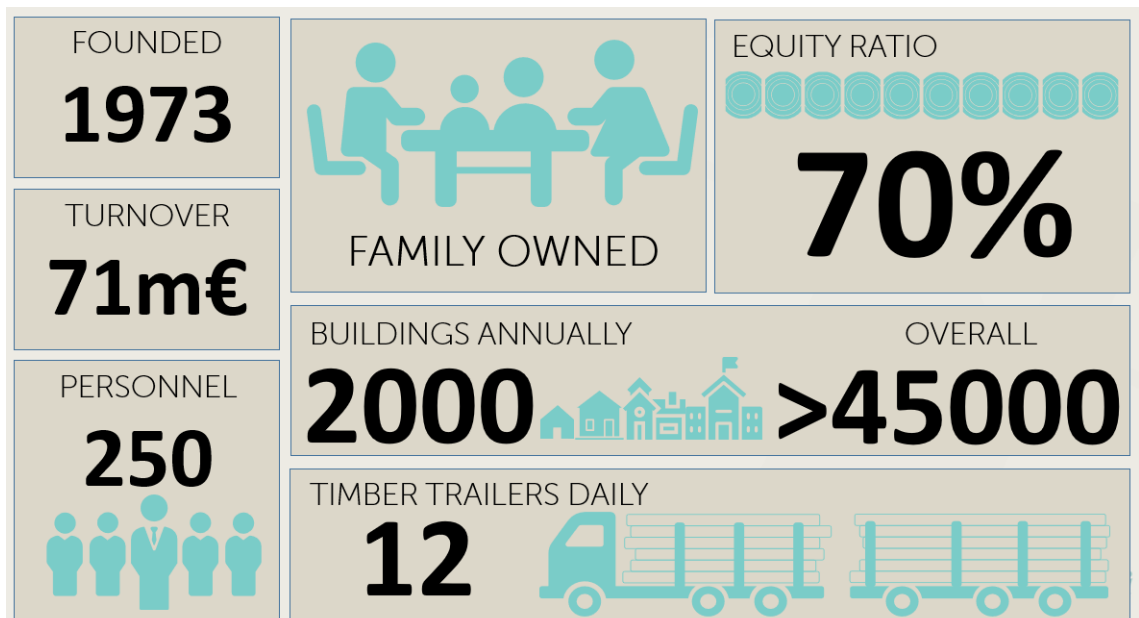 FOUNDED
1973
TURNOVER
71m€
PERSONNEL
250
FAMILY OWNED
EQUITY RATIO
70%
BUILDINGS ANNUALLY
2000
OVERALL
>45000
TIMBER TRAILERS DAILY
12